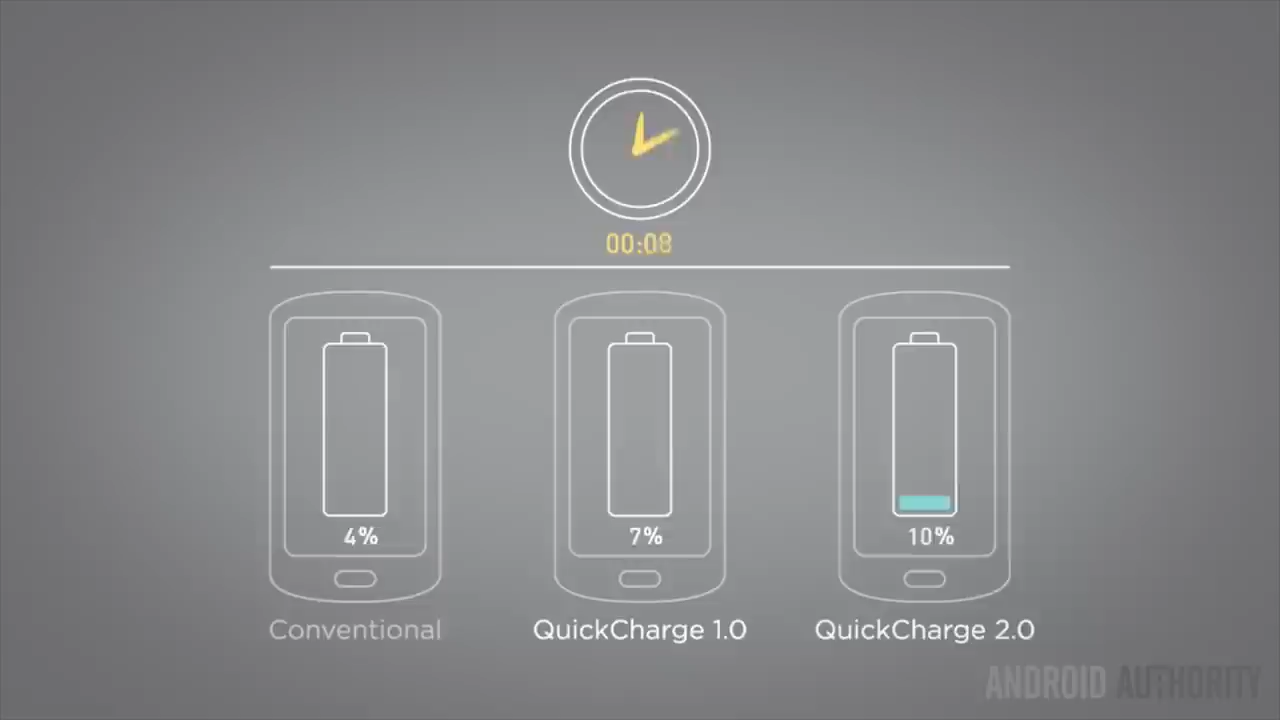 00:08
4%
7%
10%
Conventional
QuickCharge 1.0
QuickCharge 2.0
ANDROID AUTHORITY